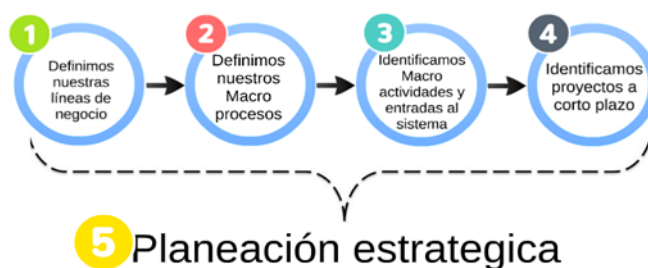 1
Definimos
nuestras
líneas de
negocio
2
Definimos
nuestros
Macro
procesos
3
Identificamos
Macro
actividades y
entradas al
sistema
4
Identificamos
proyectos a
corto plazo
5 Planeación estrategica